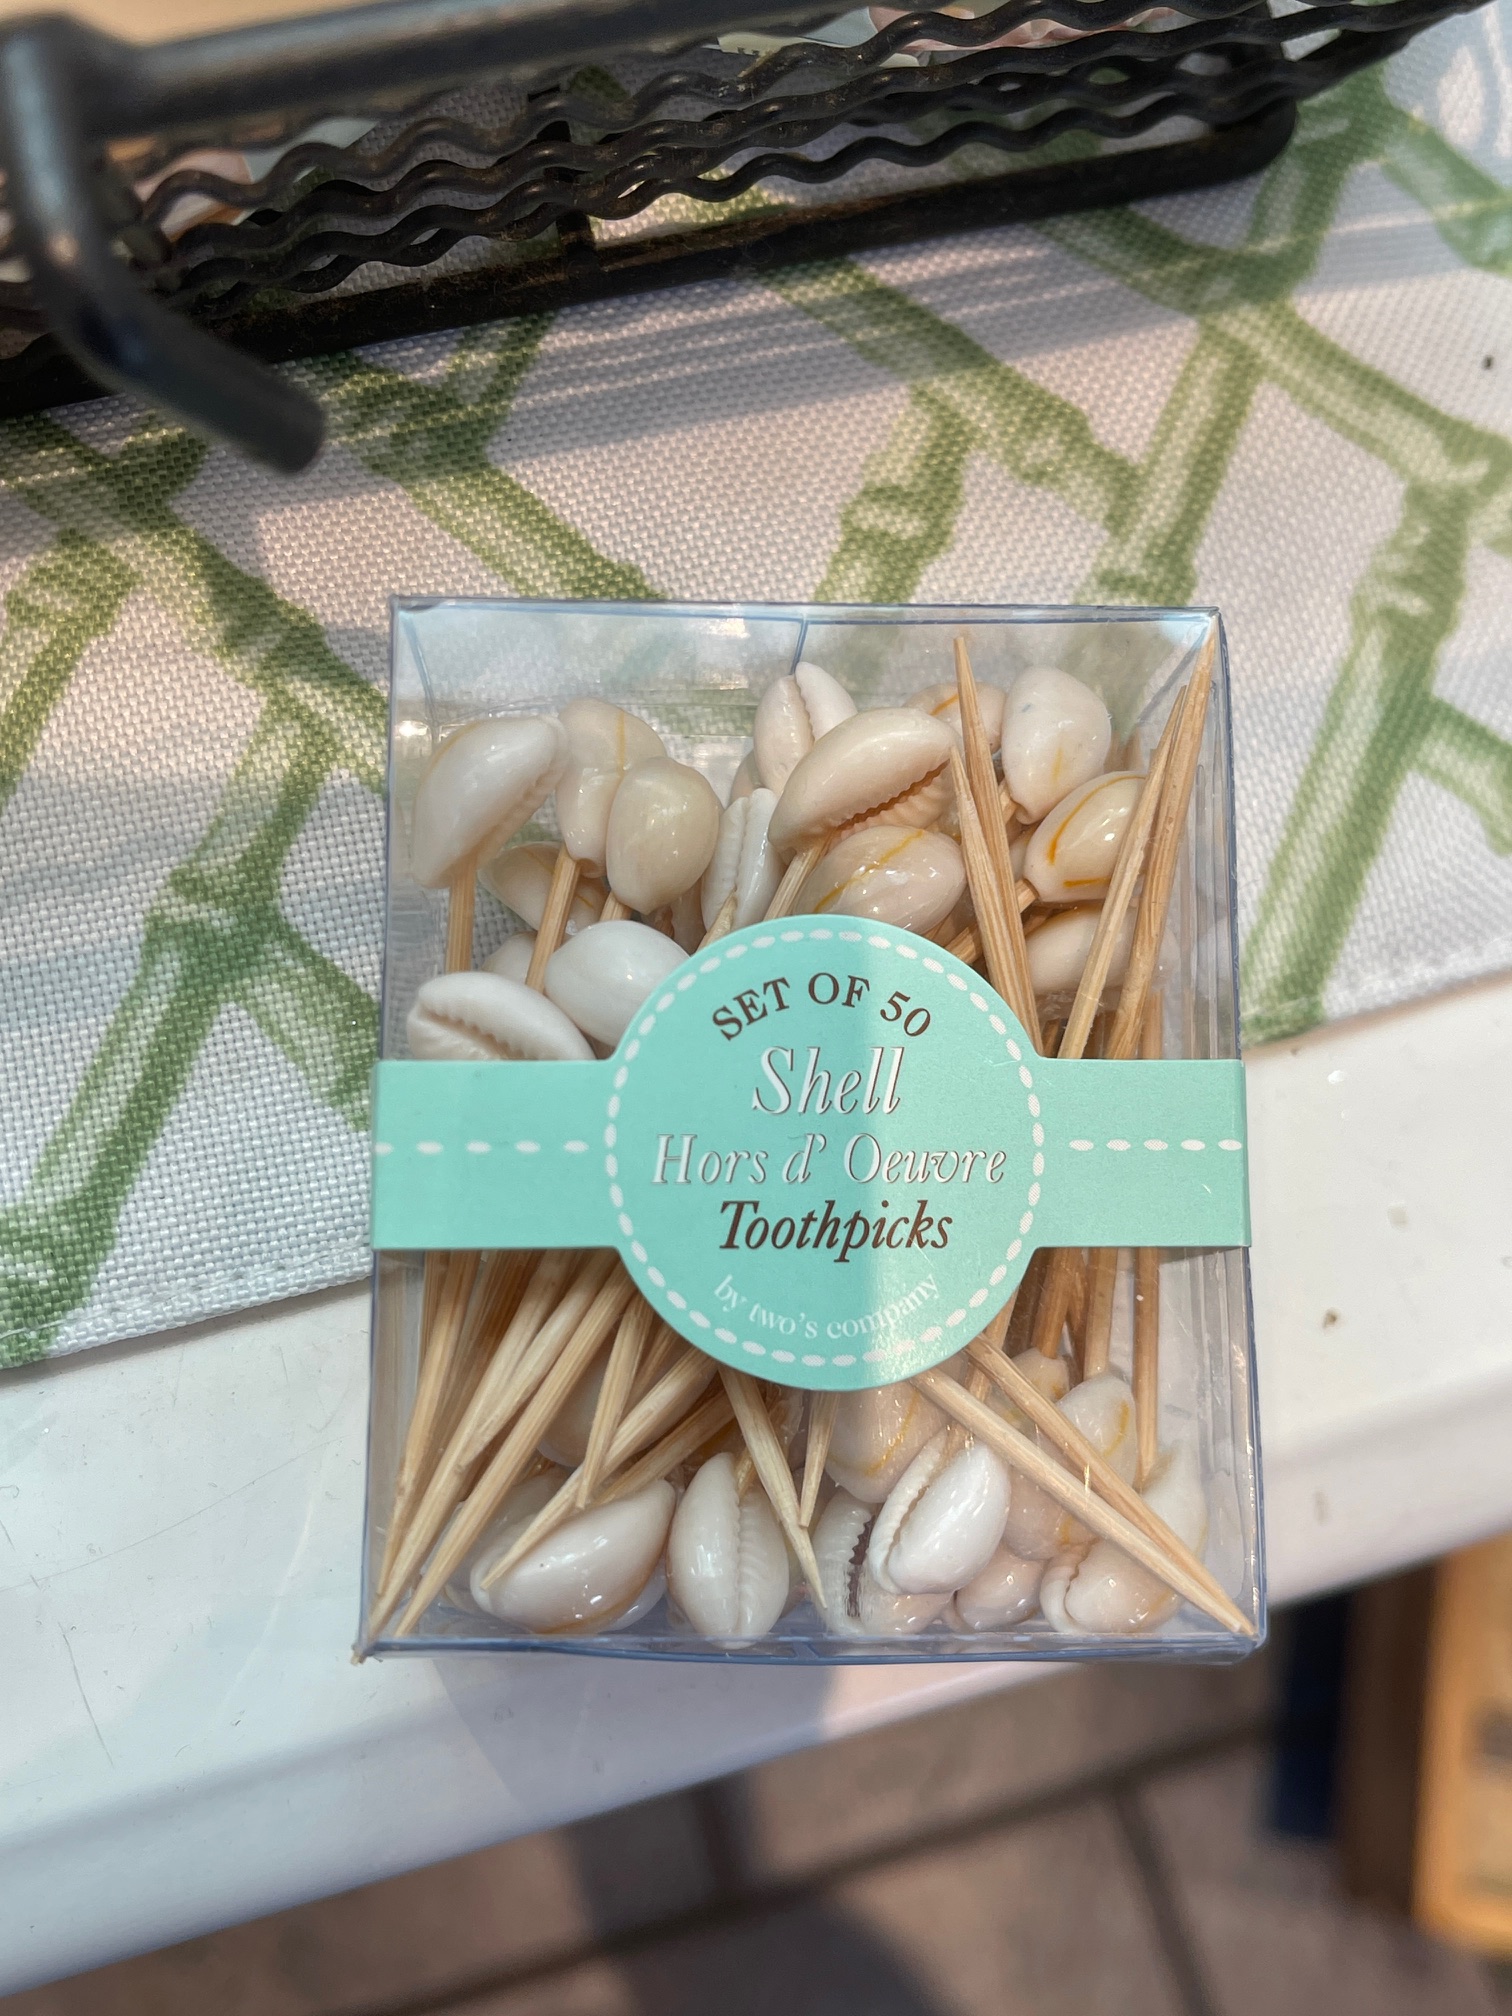 SET OF 50
Shell
Hors d' Oeuvre
Toothpicks
by two's company